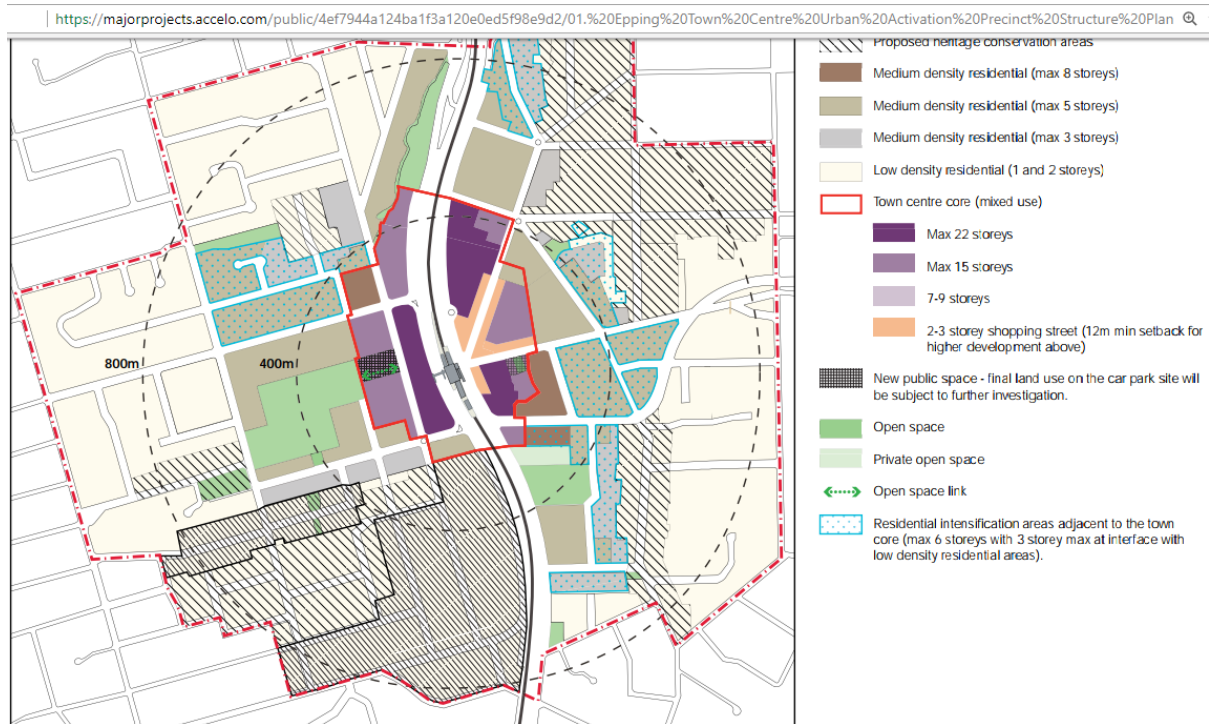 https://majorprojects.accelo.com/public/4ef7944a124ba1f3a120e0ed5f98e9d2/01.%20Epping%20Town%20Centre%20Urban%20Activation%20Precinct%20Structure%20Plan
Proposed heritage conservation areas
Medium density residential (max 8 storeys)
Medium density residential (max 5 storeys)
Medium density residential (max 3 storeys)
Low density residential (1 and 2 storeys)
Town centre core (mixed use)
Max 22 storeys
Max 15 storeys
7-9 storeys
2-3 storey shopping street (12m min setback for
higher development above)
New public space - final land use on the car park site will
be subject to further investigation.
Open space
Private open space
Open space link
Residential intensification areas adjacent to the town
core (max 6 storeys with 3 storey max at interface with
low density residential areas).
800m
400m